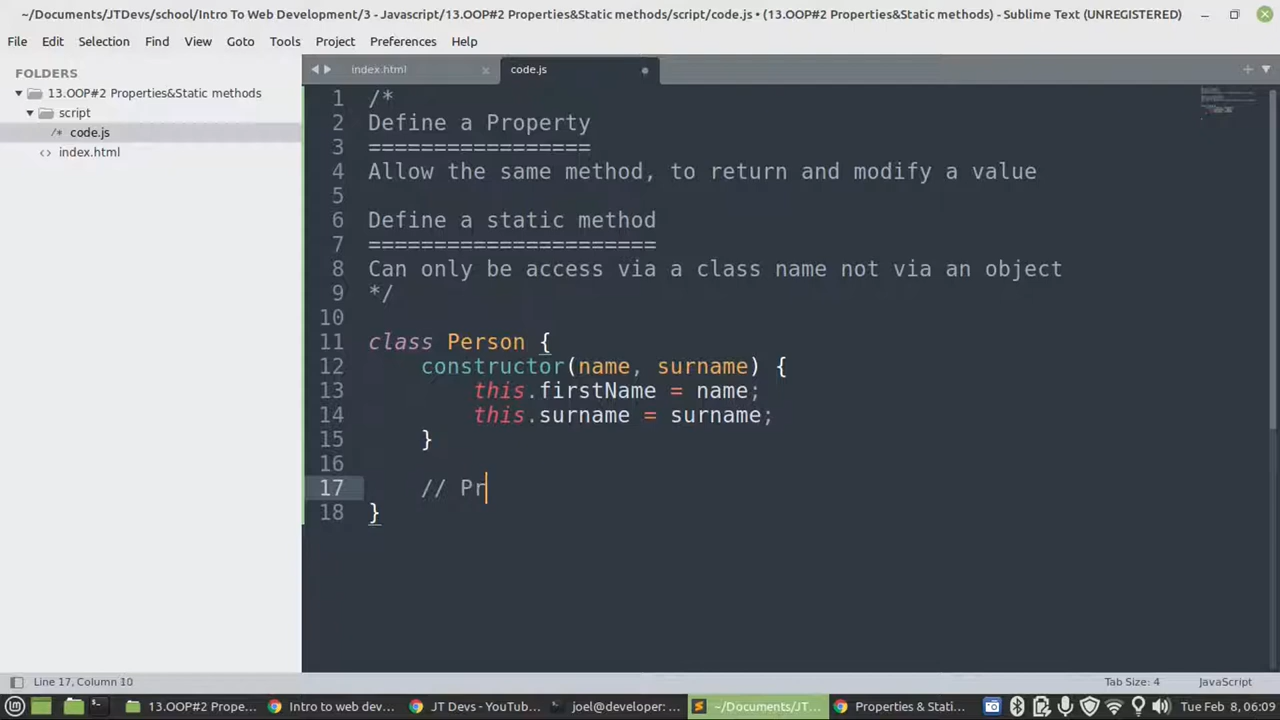 ~/Documents/JTDevs/school/Intro To Web Development/3 - Javascript/13.OOP#2 Properties&Static methods/script/code.js • (13.OOP#2 Properties&Static methods) - Sublime Text (UNREGISTERED)
File Edit Selection Find View Goto Tools Project Preferences Help
FOLDERS
13.OOP#2 Properties&Static methods
script
/* code.js
<> index.html
index.html × code.js
1 /*
2 Define a Property
3 =================
4 Allow the same method, to return and modify a value
5
6 Define a static method
7 ======================
8 Can only be access via a class name not via an object
9 */
10
11 class Person {
12 constructor(name, surname) {
13 this.firstName = name;
14 this.surname = surname;
15 }
16
17 // Pr
18 }
Line 17, Column 10 Tab Size: 4 JavaScript
13.OOP#2 Prope... Intro to web dev... JT Devs - YouTub... joel@developer: ... ~/Documents/JT... Properties & Stati... Tue Feb 8, 06:09